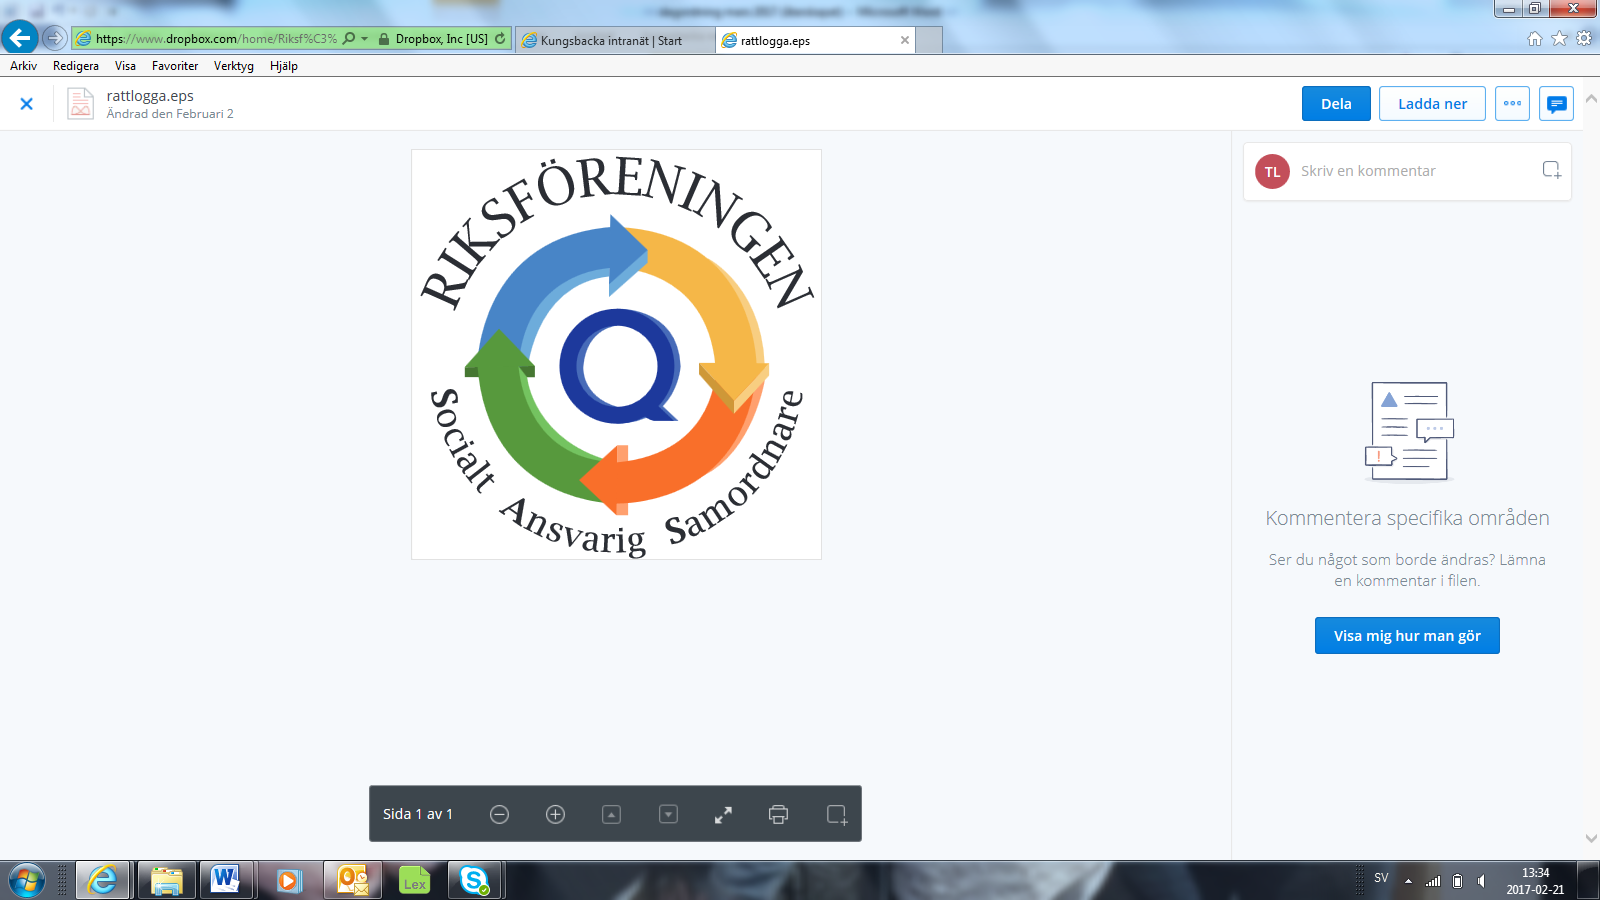 https://www.dropbox.com/home/Riksf%C3%
Dropbox, Inc [US]
Kungsbacka intranät | Start
rattlogga.eps
Arkiv Redigera Visa Favoriter Verktyg Hjälp
rattlogga.eps
Ändrad den Februari 2
Dela
Ladda ner
TL
Skriv en kommentar
RIKSFÖRENINGEN
Q
Socialt Ansvarig Samordnare
Kommentera specifika områden
Ser du något som borde ändras? Lämna
en kommentar i filen.
Visa mig hur man gör
Sida 1 av 1
Lex
SV
13:34
2017-02-21